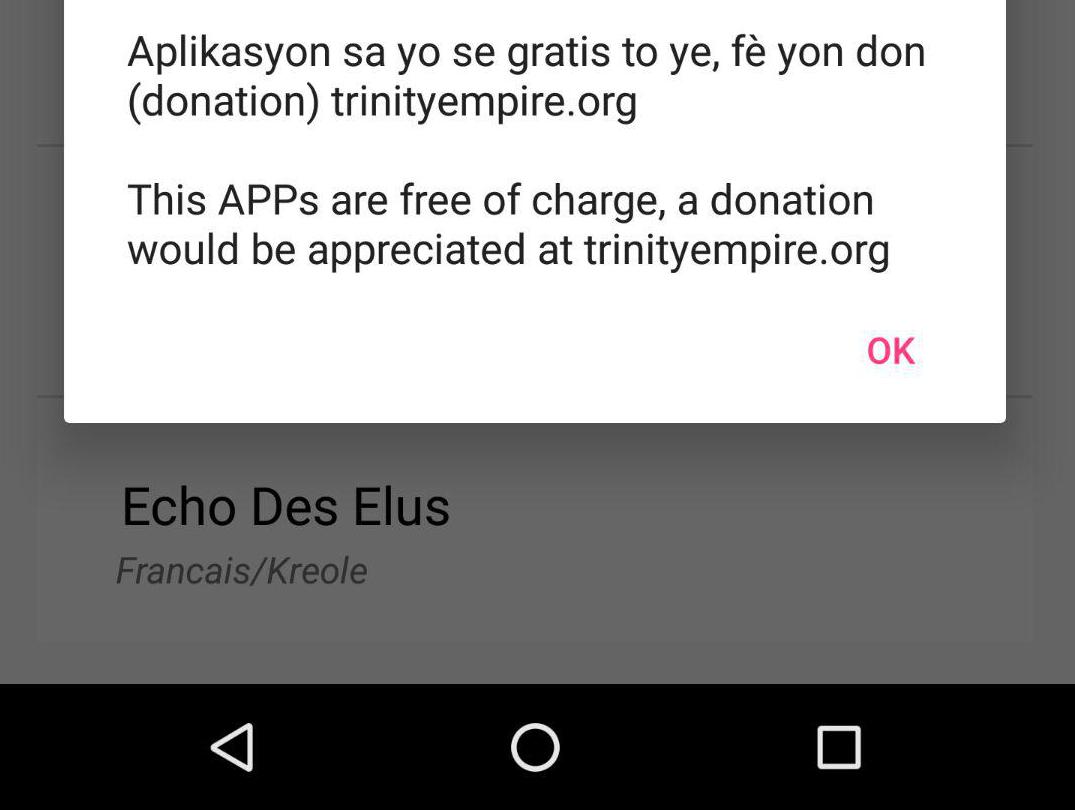 Aplikasyon sa yo se gratis to ye, fè yon don
(donation) trinityempire.org
This APPs are free of charge, a donation
would be appreciated at trinityempire.org
OK
Echo Des Elus
Francais/Kreole